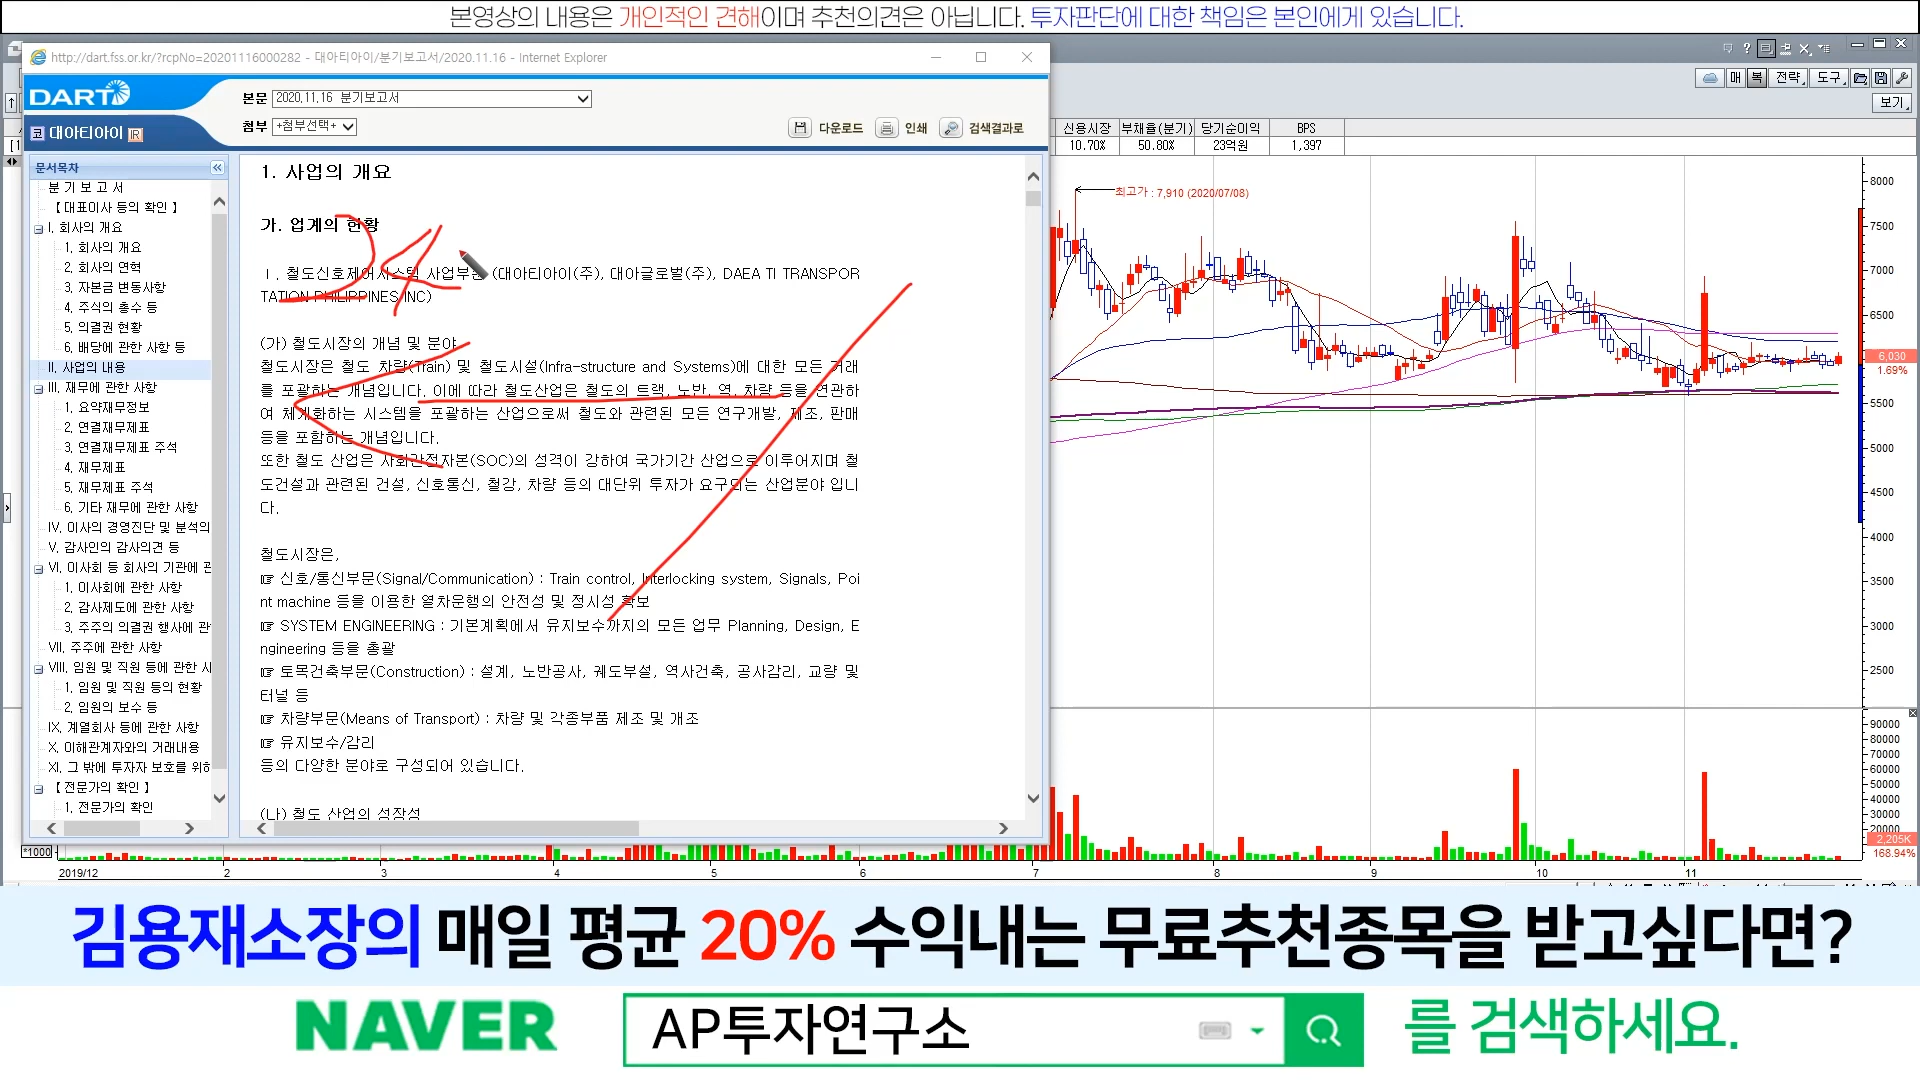 본영상의 내용은 개인적인 견해이며 추천의견은 아닙니다. 투자판단에 대한 책임은 본인에게 있습니다.
http://dart.fss.or.kr/?rcpNo=20201116000282 - 대아티아이/분기보고서/2020.11.16 - Internet Explorer
DART
본문 2020.11.16 분기보고서
첨부 +첨부선택+
코 대아티아이 IR
다운로드 인쇄 검색결과로
매 복 전략 도구
보기
신용시장 부채율(분기) 당기순이익 BPS
10.70% 50.80% 23억원 1,397
문서목차
분 기 보 고 서
【 대표이사 등의 확인 】
I. 회사의 개요
1. 회사의 개요
2. 회사의 연혁
3. 자본금 변동사항
4. 주식의 총수 등
5. 의결권 현황
6. 배당에 관한 사항 등
II. 사업의 내용
III. 재무에 관한 사항
1. 요약재무정보
2. 연결재무제표
3. 연결재무제표 주석
4. 재무제표
5. 재무제표 주석
6. 기타 재무에 관한 사항
IV. 이사의 경영진단 및 분석의
V. 감사인의 감사의견 등
VI. 이사회 등 회사의 기관에 관
1. 이사회에 관한 사항
2. 감사제도에 관한 사항
3. 주주의 의결권 행사에 관
VII. 주주에 관한 사항
VIII. 임원 및 직원 등에 관한 사
1. 임원 및 직원 등의 현황
2. 임원의 보수 등
IX. 계열회사 등에 관한 사항
X. 이해관계자와의 거래내용
XI. 그 밖에 투자자 보호를 위하
【 전문가의 확인 】
1. 전문가의 확인
1. 사업의 개요
가. 업계의 현황
24
Ⅰ. 철도신호제어시스템 사업부문 (대아티아이(주), 대아글로벌(주), DAEA TI TRANSPOR
TATION PHILIPPINES INC)
(가) 철도시장의 개념 및 분야
철도시장은 철도 차량(Train) 및 철도시설(Infra-structure and Systems)에 대한 모든 거래
를 포괄하는 개념입니다. 이에 따라 철도산업은 철도의 트랙, 노반, 역, 차량 등을 연관하
여 체계화하는 시스템을 포괄하는 산업으로써 철도와 관련된 모든 연구개발, 제조, 판매
등을 포함하는 개념입니다.
또한 철도 산업은 사회간접자본(SOC)의 성격이 강하여 국가기간 산업으로 이루어지며 철
도건설과 관련된 건설, 신호통신, 철강, 차량 등의 대단위 투자가 요구되는 산업분야 입니
다.
철도시장은,
☞ 신호/통신부문(Signal/Communication) : Train control, Interlocking system, Signals, Poi
nt machine 등을 이용한 열차운행의 안전성 및 정시성 확보
☞ SYSTEM ENGINEERING : 기본계획에서 유지보수까지의 모든 업무 Planning, Design, E
ngineering 등을 총괄
☞ 토목건축부문(Construction) : 설계, 노반공사, 궤도부설, 역사건축, 공사감리, 교량 및
터널 등
☞ 차량부문(Means of Transport) : 차량 및 각종부품 제조 및 개조
☞ 유지보수/감리
등의 다양한 분야로 구성되어 있습니다.
(나) 철도 산업의 성장성
최고가 : 7,910 (2020/07/08)
8000
7500
7000
6500
6,030
1.69%
5500
5000
4500
4000
3500
3000
2500
90000
80000
70000
60000
50000
40000
30000
20000
2,205K
168.94%
*1000
2019/12 2 3 4 5 6 7 8 9 10 11
김용재소장의 매일 평균 20% 수익내는 무료추천종목을 받고싶다면?
NAVER AP투자연구소 를 검색하세요.